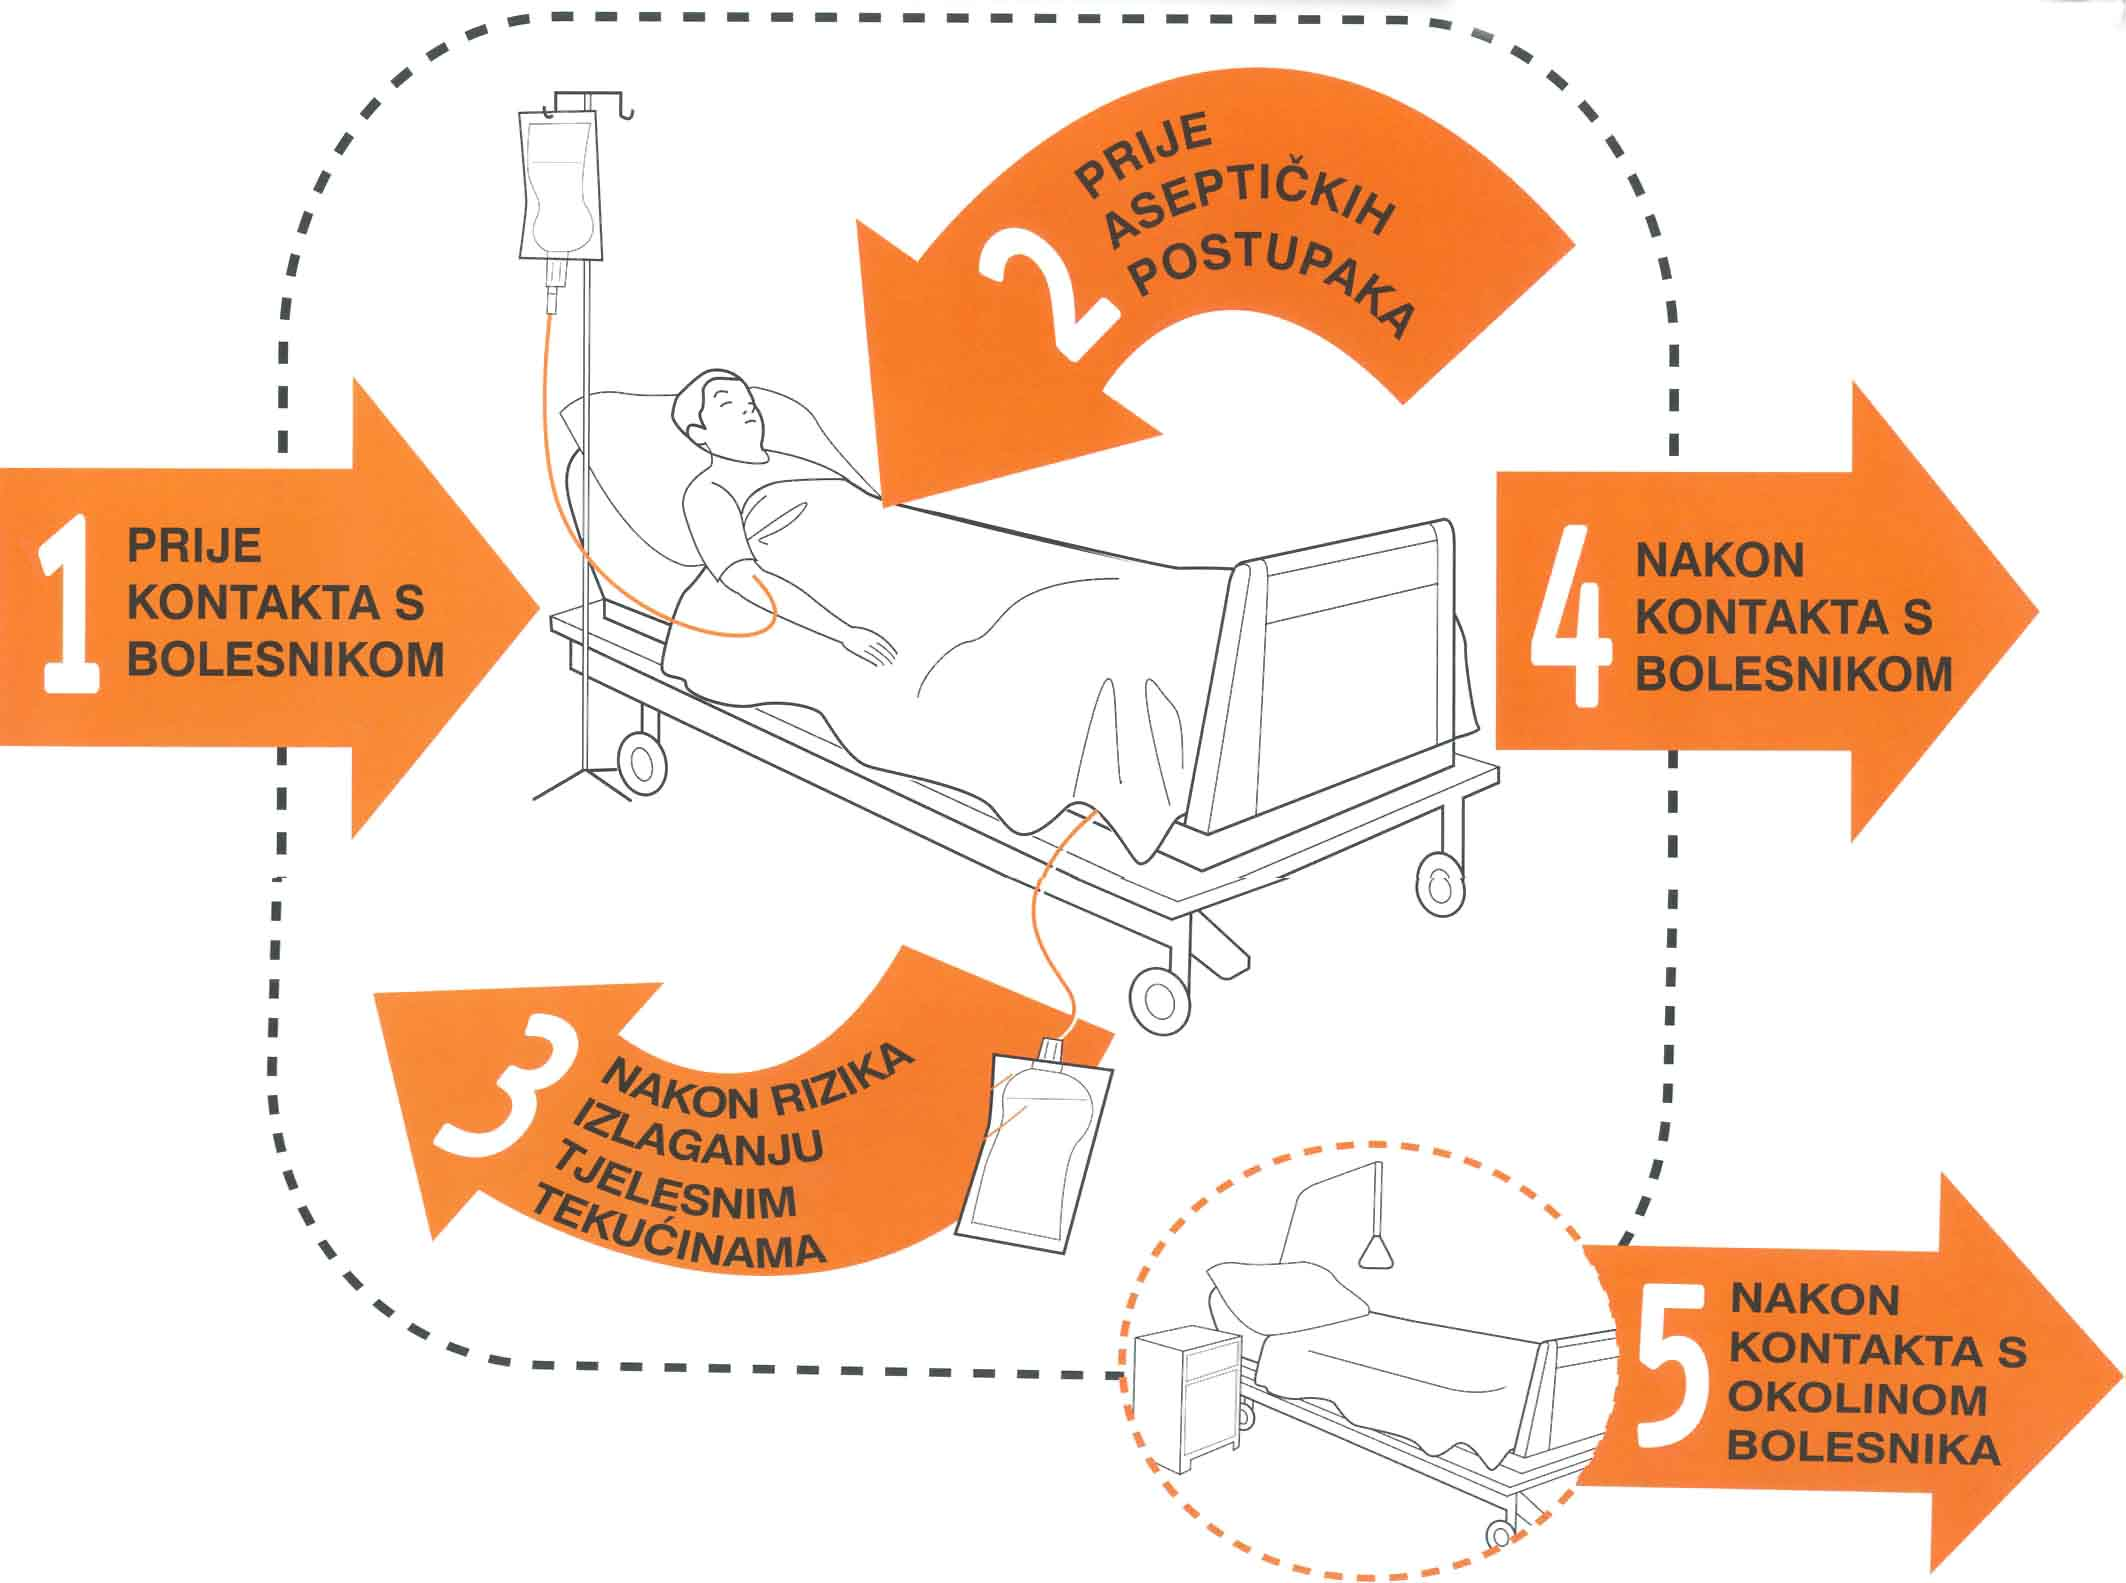 1
PRIJE
KONTAKTA S
BOLESNIKOM
2
PRIJE
ASEPTIČKIH
POSTUPAKA
3
NAKON RIZIKA
IZLAGANJU
TJELESNIM
TEKUĆINAMA
4
NAKON
KONTAKTA S
BOLESNIKOM
5
NAKON
KONTAKTA S
OKOLINOM
BOLESNIKA